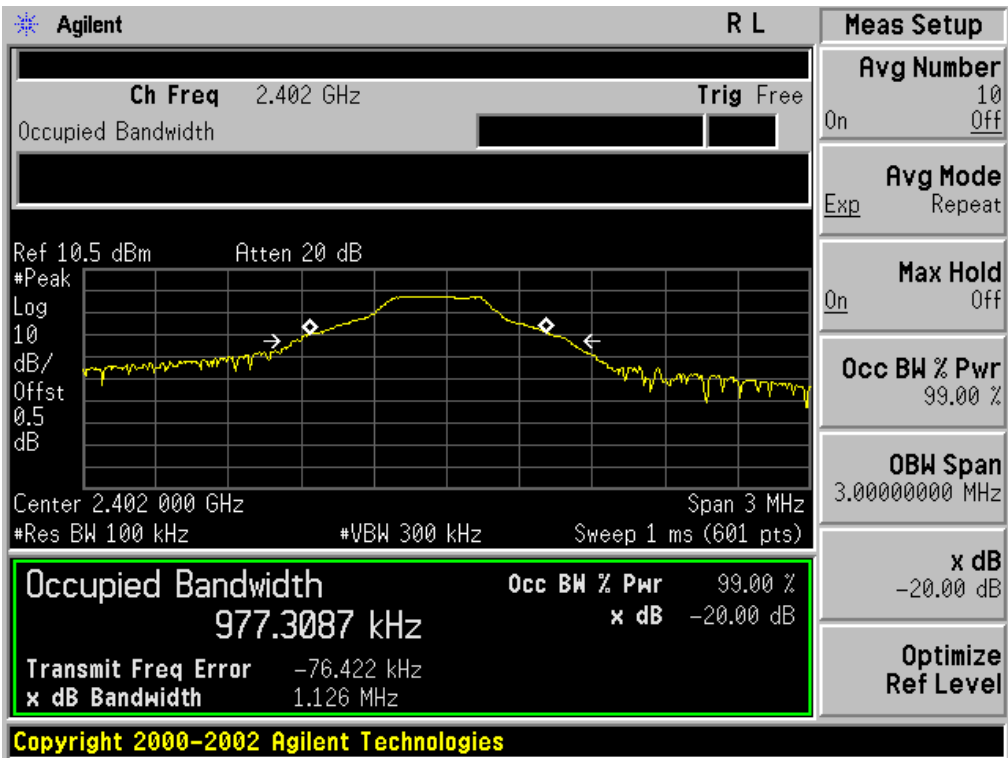 Agilent R L
Ch Freq 2.402 GHz Trig Free
Occupied Bandwidth
Ref 10.5 dBm Atten 20 dB
#Peak
Log
10
dB/
Offst
0.5
dB
Center 2.402 000 GHz Span 3 MHz
#Res BW 100 kHz #VBW 300 kHz Sweep 1 ms (601 pts)
Occupied Bandwidth Occ BW % Pwr 99.00 %
977.3087 kHz x dB -20.00 dB
Transmit Freq Error -76.422 kHz
x dB Bandwidth 1.126 MHz
Copyright 2000-2002 Agilent Technologies
Meas Setup
Avg Number
10
On Off
Avg Mode
Exp Repeat
Max Hold
On Off
Occ BW % Pwr
99.00 %
OBW Span
3.00000000 MHz
x dB
-20.00 dB
Optimize
Ref Level